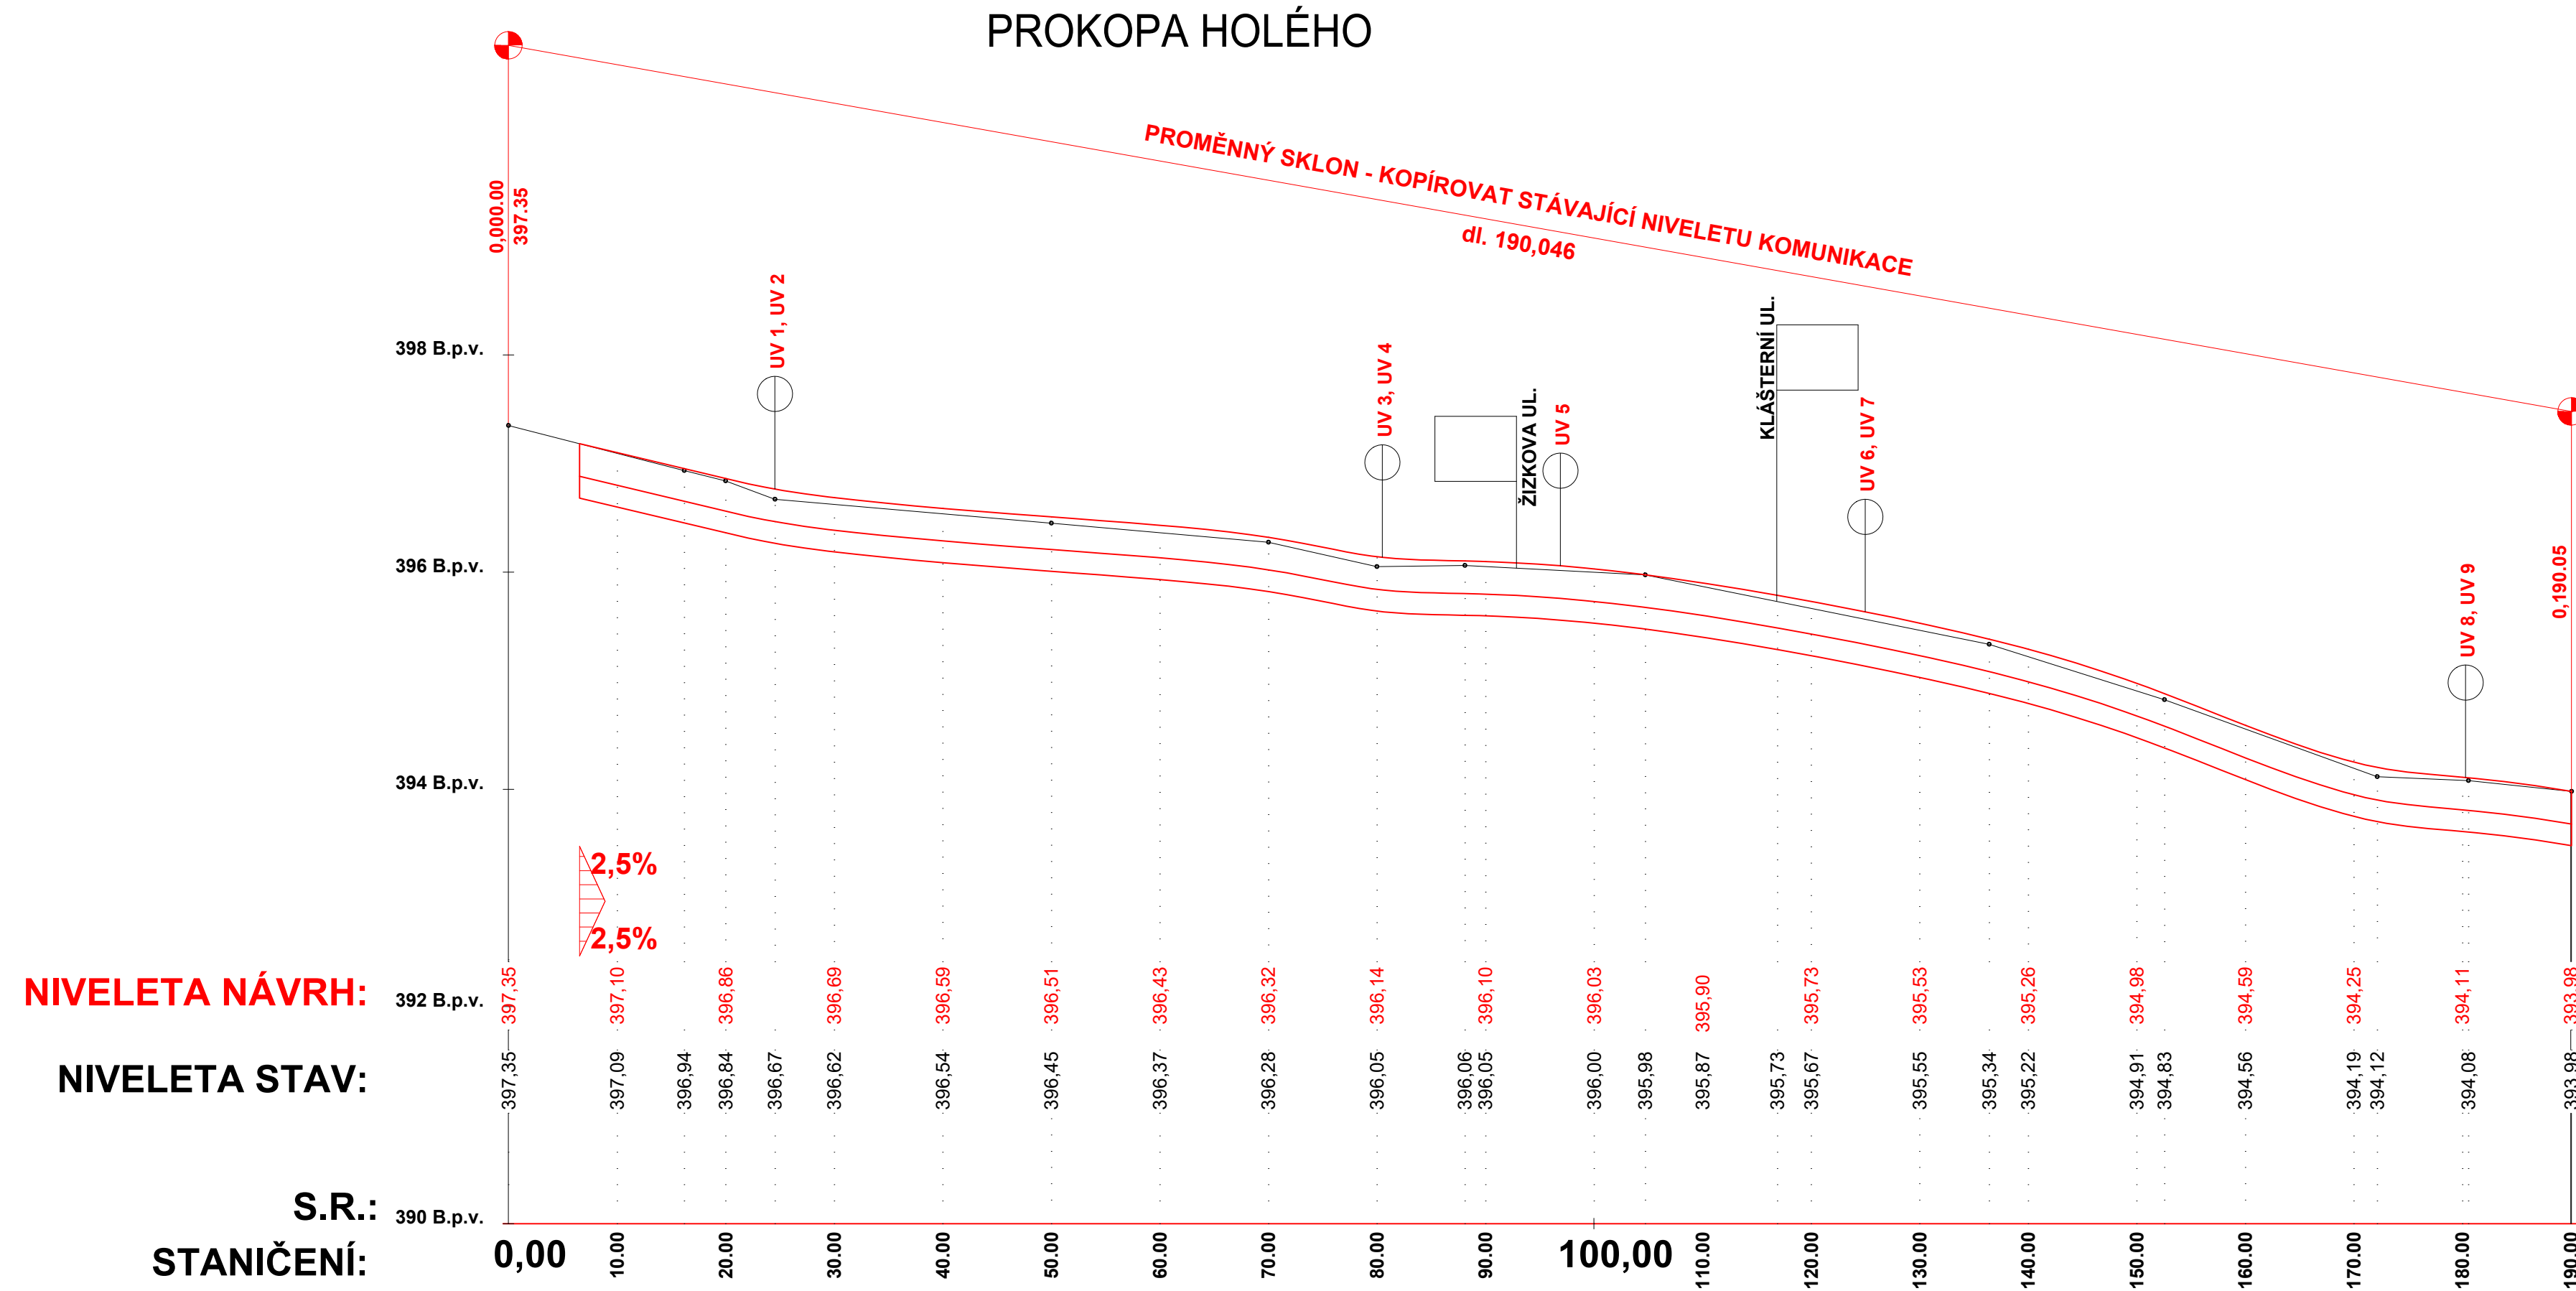 PROKOPA HOLÉHO
PROMĚNNÝ SKLON - KOPÍROVAT STÁVAJÍCÍ NIVELETU KOMUNIKACE
dl. 190,046
0,000.00
397.35
0,190.05
UV 1, UV 2
UV 3, UV 4
ŽIZKOVA UL.
UV 5
KLÁŠTERNÍ UL.
UV 6, UV 7
UV 8, UV 9
398 B.p.v.
396 B.p.v.
394 B.p.v.
2,5%
2,5%
NIVELETA NÁVRH: 392 B.p.v. 397,35 397,10 396,86 396,69 396,59 396,51 396,43 396,32 396,14 396,10 396,03 395,90 395,73 395,53 395,26 394,98 394,59 394,25 394,11 393,98
NIVELETA STAV: 397,35 397,09 396,94 396,84 396,67 396,62 396,54 396,45 396,37 396,28 396,05 396,06 396,05 396,00 395,98 395,87 395,73 395,67 395,55 395,34 395,22 394,91 394,83 394,56 394,19 394,12 394,08 393,98
S.R.: 390 B.p.v.
STANIČENÍ: 0,00 10.00 20.00 30.00 40.00 50.00 60.00 70.00 80.00 90.00 100,00 110.00 120.00 130.00 140.00 150.00 160.00 170.00 180.00 190.00